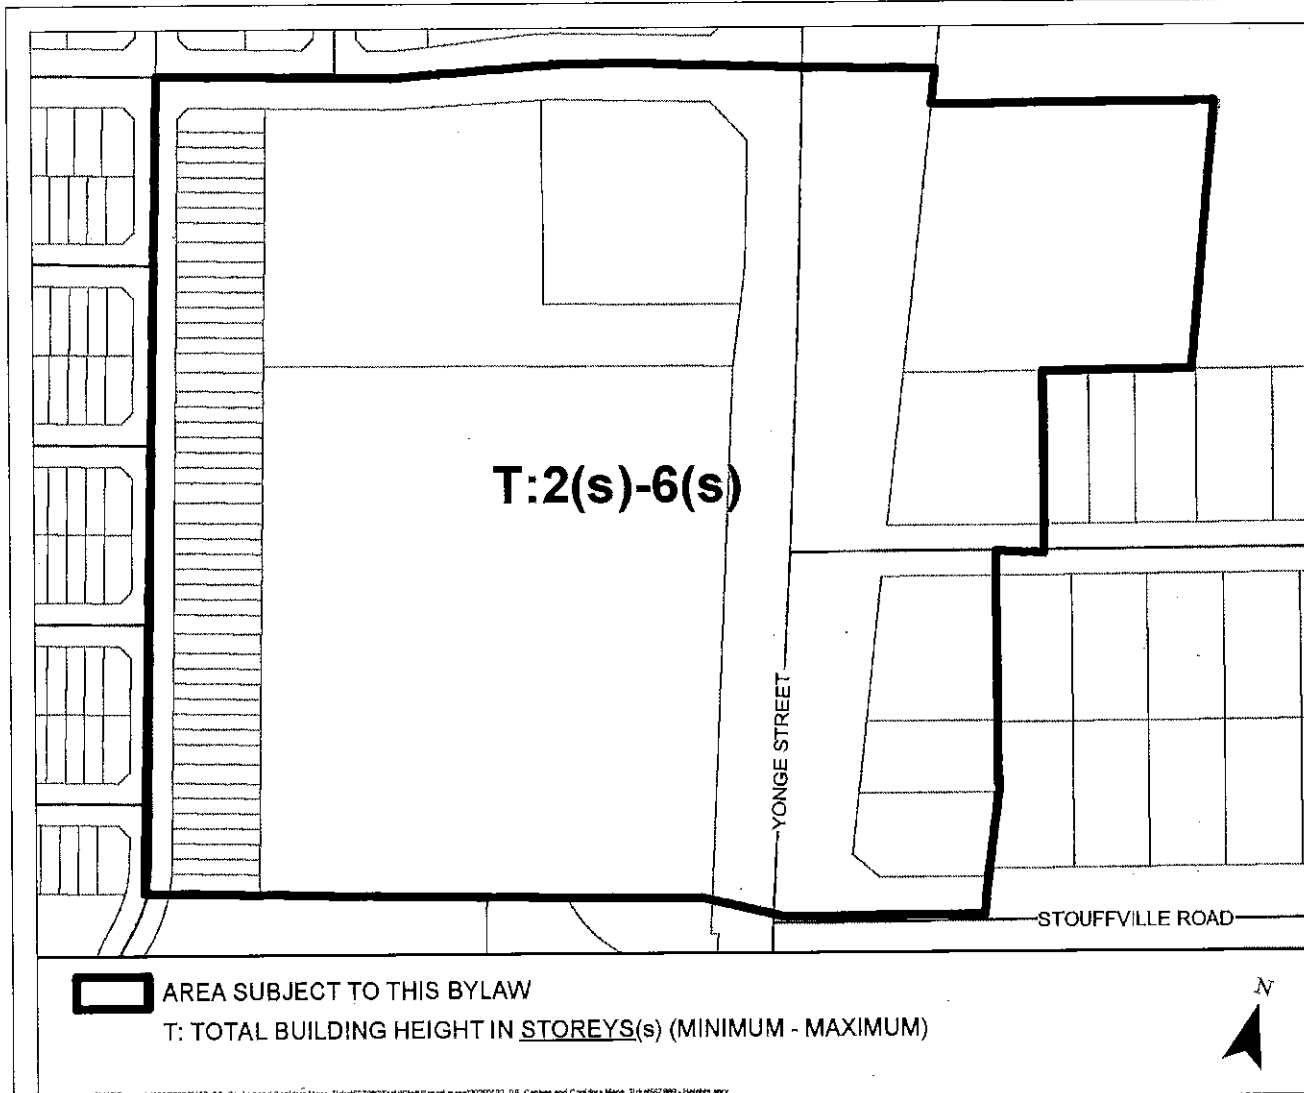 T:2(s)-6(s)
YONGE STREET
STOUFFVILLE ROAD
AREA SUBJECT TO THIS BYLAW
T: TOTAL BUILDING HEIGHT IN STOREYS(s) (MINIMUM - MAXIMUM)
N